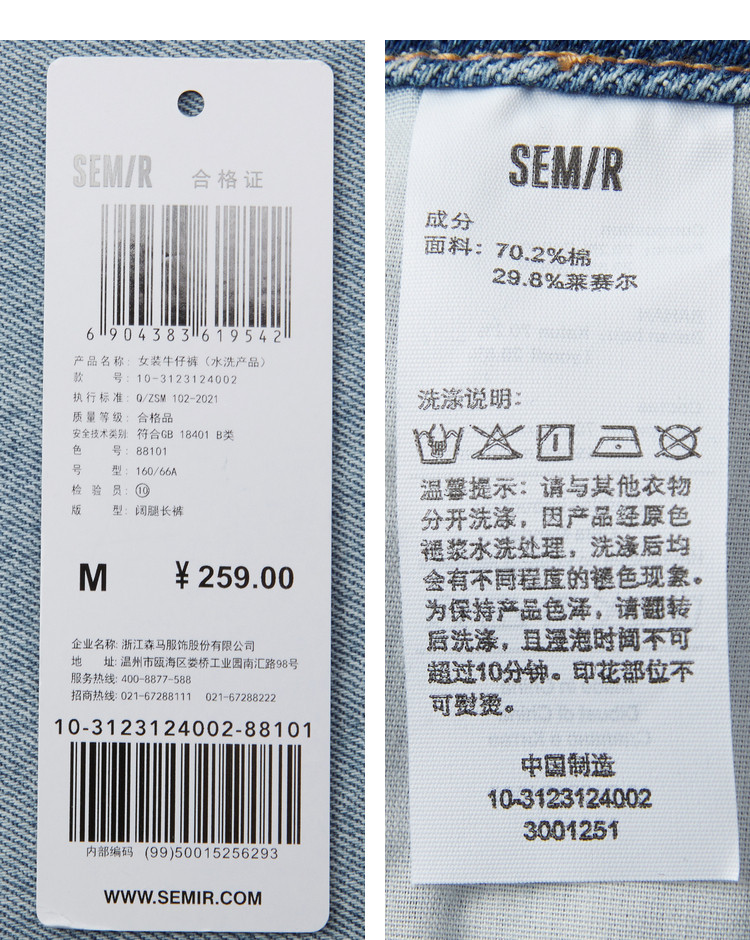 SEM/R 合格证
6 904383 619542
产品名称: 女装牛仔裤（水洗产品）
款 号: 10-3123124002
执行标准: Q/ZSM 102-2021
质量等级: 合格品
安全技术类别: 符合GB 18401 B类
色 号: 88101
号 型: 160/66A
检 验 员: ⑩
版 型: 阔腿长裤
M ¥ 259.00
企业名称: 浙江森马服饰股份有限公司
地 址: 温州市瓯海区娄桥工业园南汇路98号
服务热线: 400-8877-588
招商热线: 021-67288111 021-67288222
10-3123124002-88101
内部编码 (99)50015256293
WWW.SEMIR.COM
SEM/R
成分
面料: 70.2%棉
29.8%莱赛尔
洗涤说明:
温馨提示: 请与其他衣物
分开洗涤, 因产品经原色
褪浆水洗处理, 洗涤后均
会有不同程度的褪色现象。
为保持产品色泽, 请翻转
后洗涤, 且浸泡时间不可
超过10分钟。印花部位不
可熨烫。
中国制造
10-3123124002
3001251